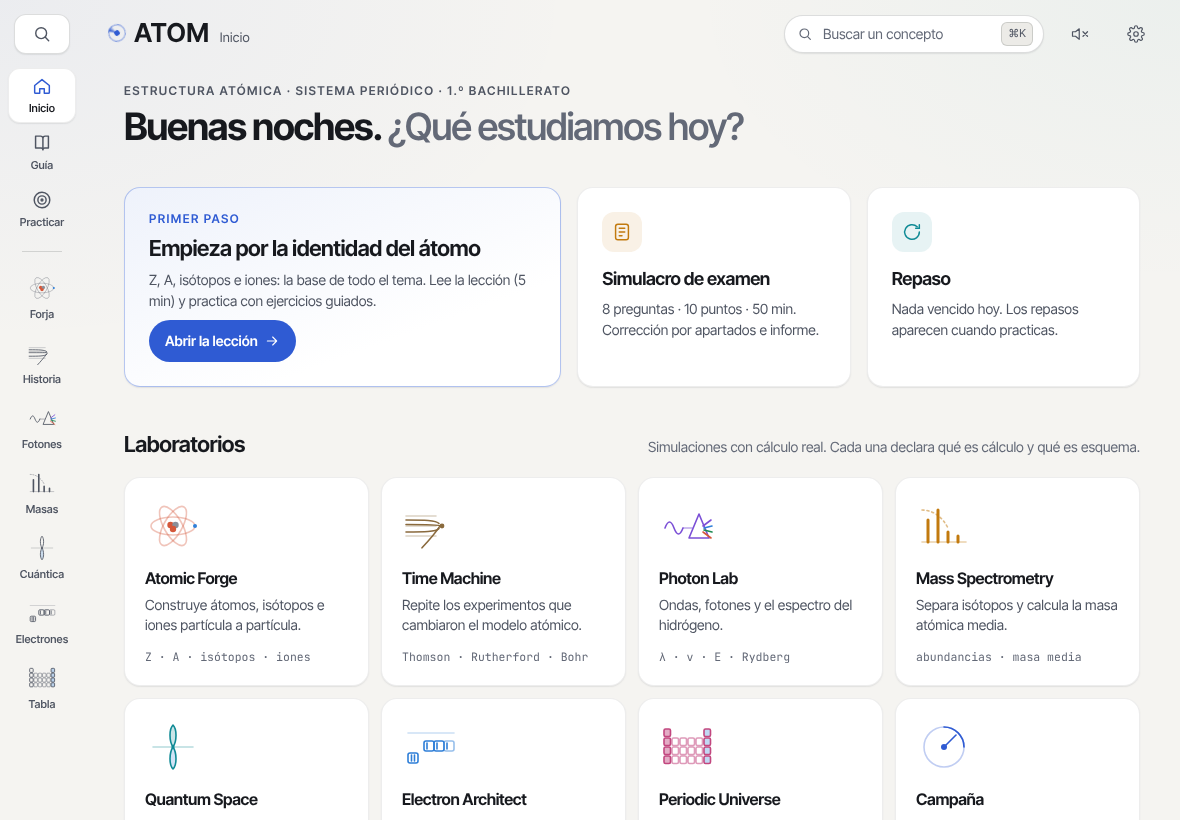 ATOM Inicio
Buscar un concepto ⌘K
Inicio
Guía
Practicar
Forja
Historia
Fotones
Masas
Cuántica
Electrones
Tabla
ESTRUCTURA ATÓMICA · SISTEMA PERIÓDICO · 1.º BACHILLERATO
Buenas noches. ¿Qué estudiamos hoy?
PRIMER PASO
Empieza por la identidad del átomo
Z, A, isótopos e iones: la base de todo el tema. Lee la lección (5
min) y practica con ejercicios guiados.
Abrir la lección →
Simulacro de examen
8 preguntas · 10 puntos · 50 min.
Corrección por apartados e informe.
Repaso
Nada vencido hoy. Los repasos
aparecen cuando practicas.
Laboratorios
Simulaciones con cálculo real. Cada una declara qué es cálculo y qué es esquema.
Atomic Forge
Construye átomos, isótopos e
iones partícula a partícula.
Z · A · isótopos · iones
Time Machine
Repite los experimentos que
cambiaron el modelo atómico.
Thomson · Rutherford · Bohr
Photon Lab
Ondas, fotones y el espectro del
hidrógeno.
λ · ν · E · Rydberg
Mass Spectrometry
Separa isótopos y calcula la masa
atómica media.
abundancias · masa media
Quantum Space
Electron Architect
Periodic Universe
Campaña